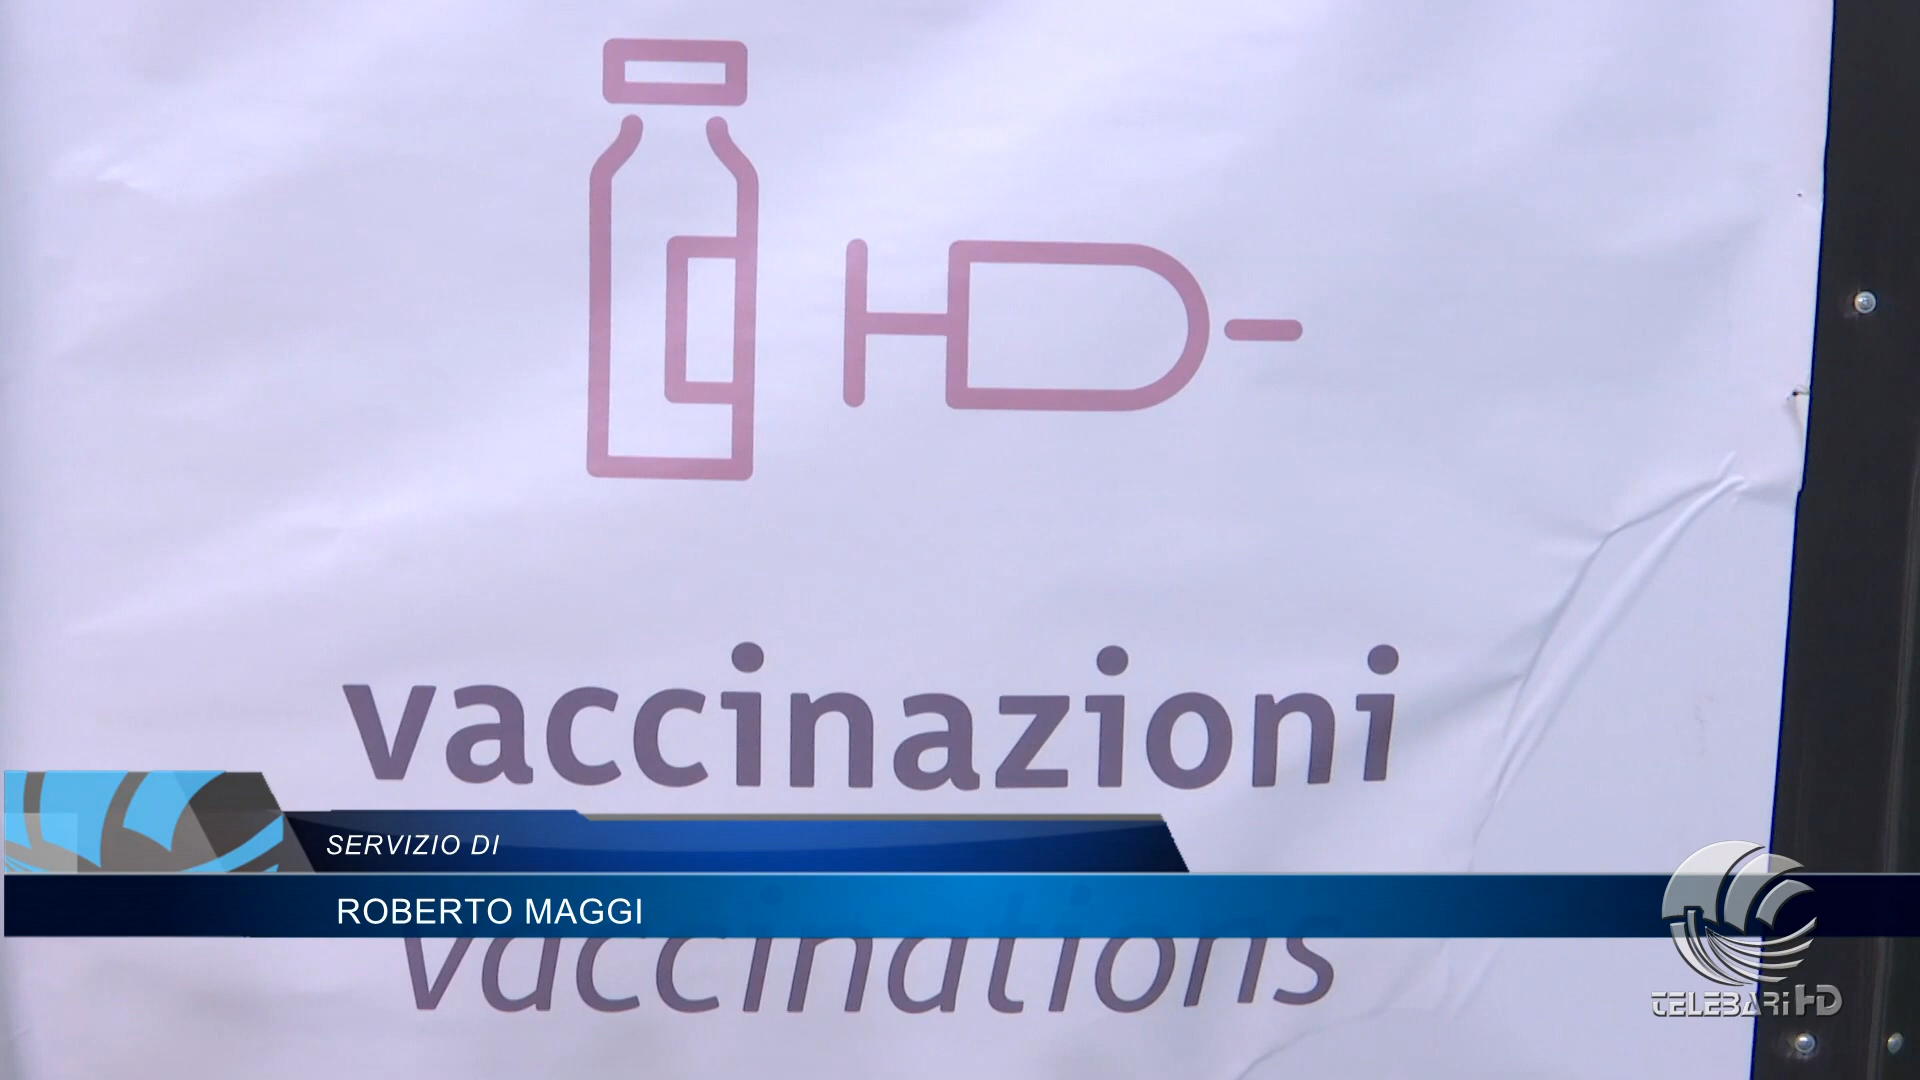 vaccinazioni
SERVIZIO DI
ROBERTO MAGGI
vaccinations
TELEBARI HD